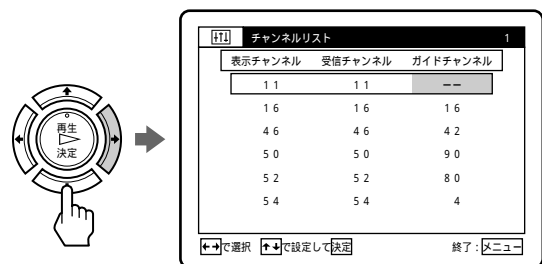 再生
決定
チャンネルリスト 1
表示チャンネル 受信チャンネル ガイドチャンネル
11 11 --
16 16 16
46 46 42
50 50 90
52 52 80
54 54 4
←→で選択 ↑↓で設定して決定 終了:メニュー